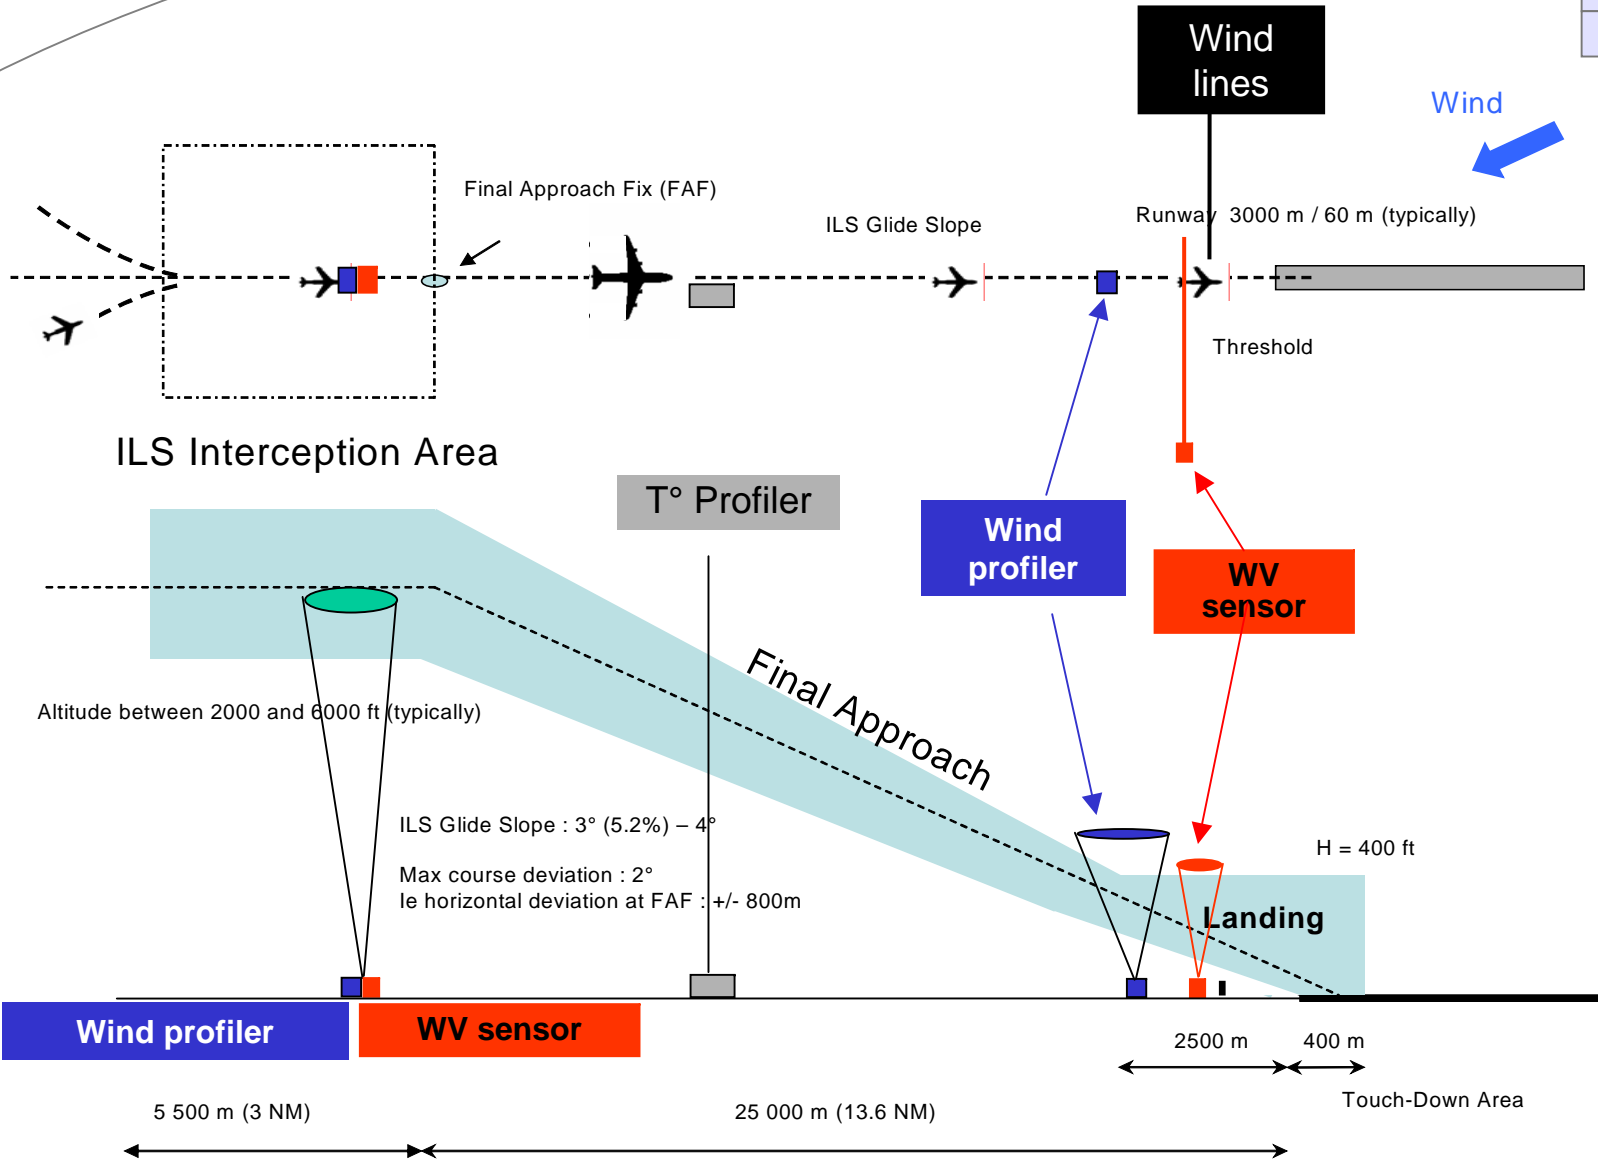 Wind
lines
Wind
Final Approach Fix (FAF)
ILS Glide Slope
Runway 3000 m / 60 m (typically)
Threshold
ILS Interception Area
T° Profiler
Wind
profiler
WV
sensor
Final Approach
Altitude between 2000 and 6000 ft (typically)
ILS Glide Slope : 3° (5.2%) – 4°
Max course deviation : 2°
Ie horizontal deviation at FAF : +/- 800m
H = 400 ft
Landing
Wind profiler
WV sensor
2500 m
400 m
Touch-Down Area
5 500 m (3 NM)
25 000 m (13.6 NM)